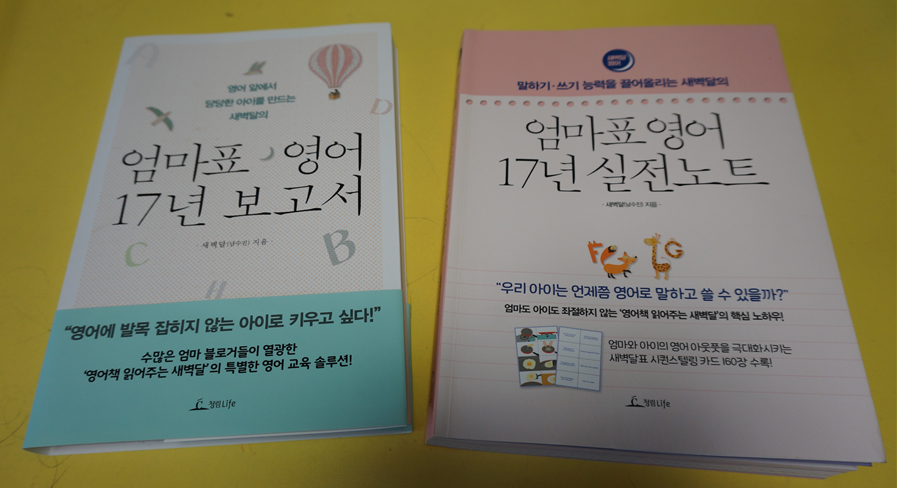 영어 앞에서
당당한 아이를 만드는
새벽달의
엄마표 영어
17년 보고서
· 새벽달(남수진) 지음 ·
A
D
C
B
H
"영어에 발목 잡히지 않는 아이로 키우고 싶다!"
수많은 엄마 블로거들이 열광한
'영어책 읽어주는 새벽달'의 특별한 영어 교육 솔루션!
청림Life
새벽달
영어
말하기·쓰기 능력을 끌어올리는 새벽달의
엄마표 영어
17년 실전노트
· 새벽달(남수진) 지음 ·
F G
"우리 아이는 언제쯤 영어로 말하고 쓸 수 있을까?"
엄마도 아이도 좌절하지 않는 '영어책 읽어주는 새벽달'의 핵심 노하우!
엄마와 아이의 영어 아웃풋을 극대화시키는
새벽달표 시퀀스텔링 카드 160장 수록!
청림Life